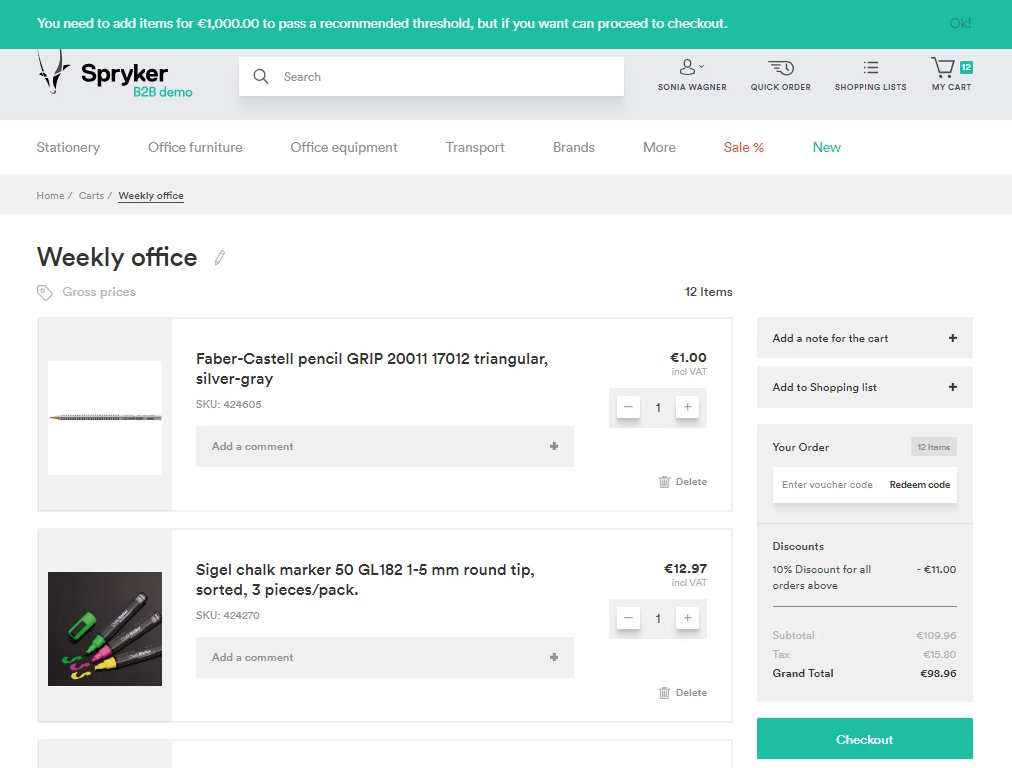 You need to add items for €1,000.00 to pass a recommended threshold, but if you want can proceed to checkout.
Ok!
Spryker
B2B demo
Search
SONIA WAGNER
QUICK ORDER
SHOPPING LISTS
12
MY CART
Stationery
Office furniture
Office equipment
Transport
Brands
More
Sale %
New
Home / Carts / Weekly office
Weekly office
Gross prices
12 Items
Faber-Castell pencil GRIP 20011 17012 triangular,
silver-gray
SKU: 424605
€1.00
incl VAT
− 1 +
Add a comment +
Delete
Sigel chalk marker 50 GL182 1-5 mm round tip,
sorted, 3 pieces/pack.
SKU: 424270
€12.97
incl VAT
− 1 +
Add a comment +
Delete
Add a note for the cart +
Add to Shopping list +
Your Order
12 Items
Enter voucher code
Redeem code
Discounts
10% Discount for all - €11.00
orders above
Subtotal €109.96
Tax €15.80
Grand Total €98.96
Checkout